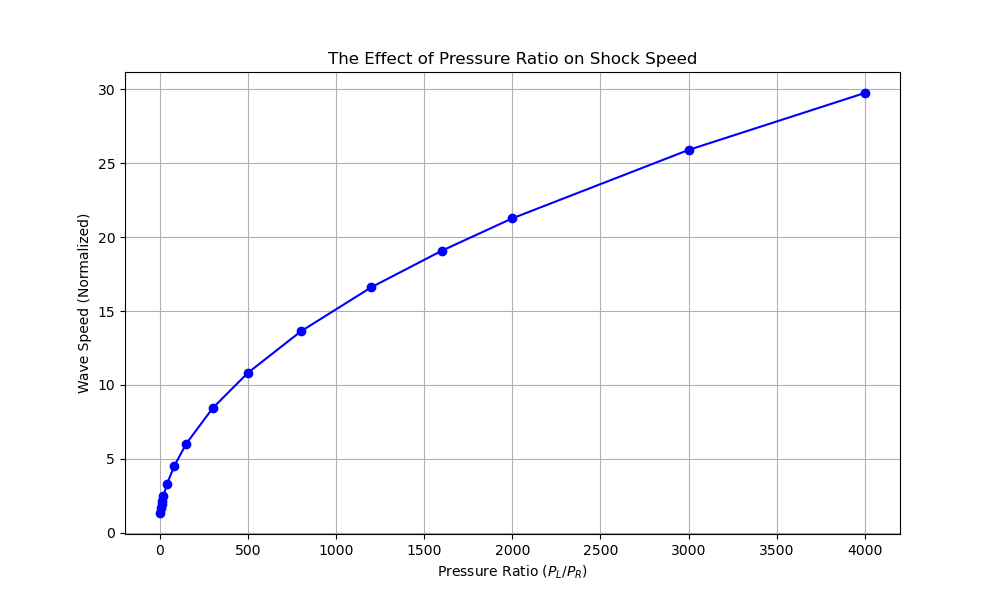 The Effect of Pressure Ratio on Shock Speed
30
25
20
15
10
5
0
Wave Speed (Normalized)
0 500 1000 1500 2000 2500 3000 3500 4000
Pressure Ratio (P_L/P_R)